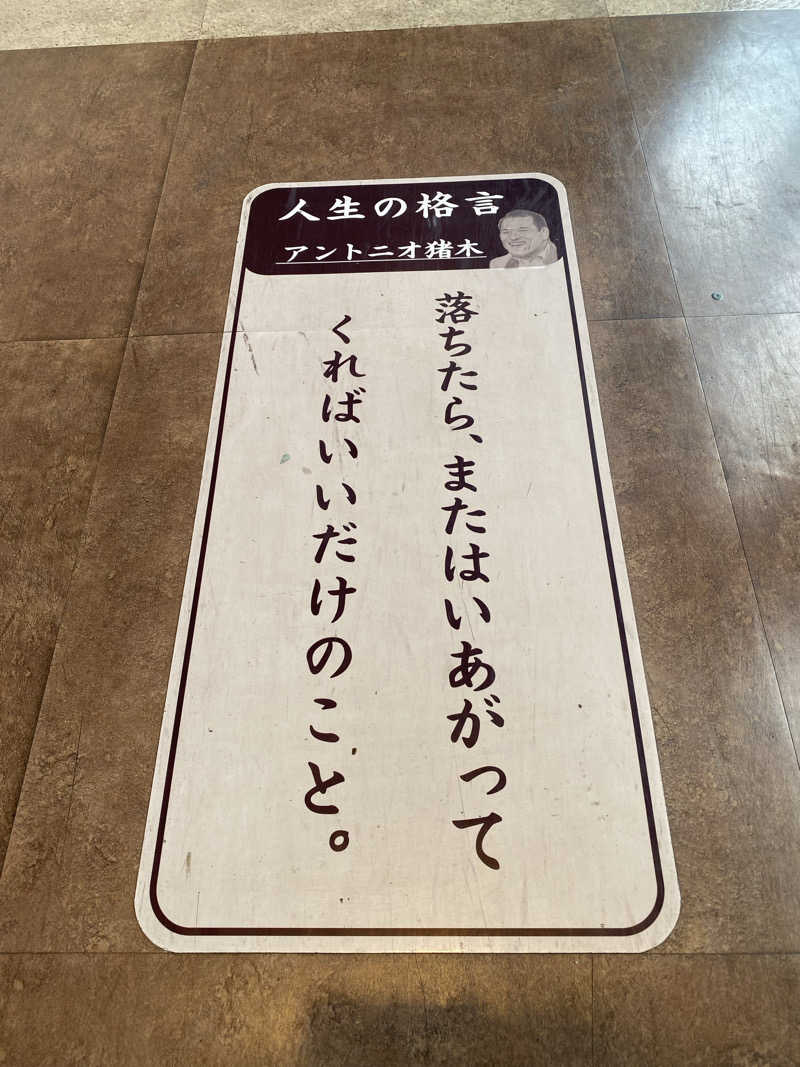 人生の格言
アントニオ猪木
落ちたら、またはいあがって
くればいいだけのこと。